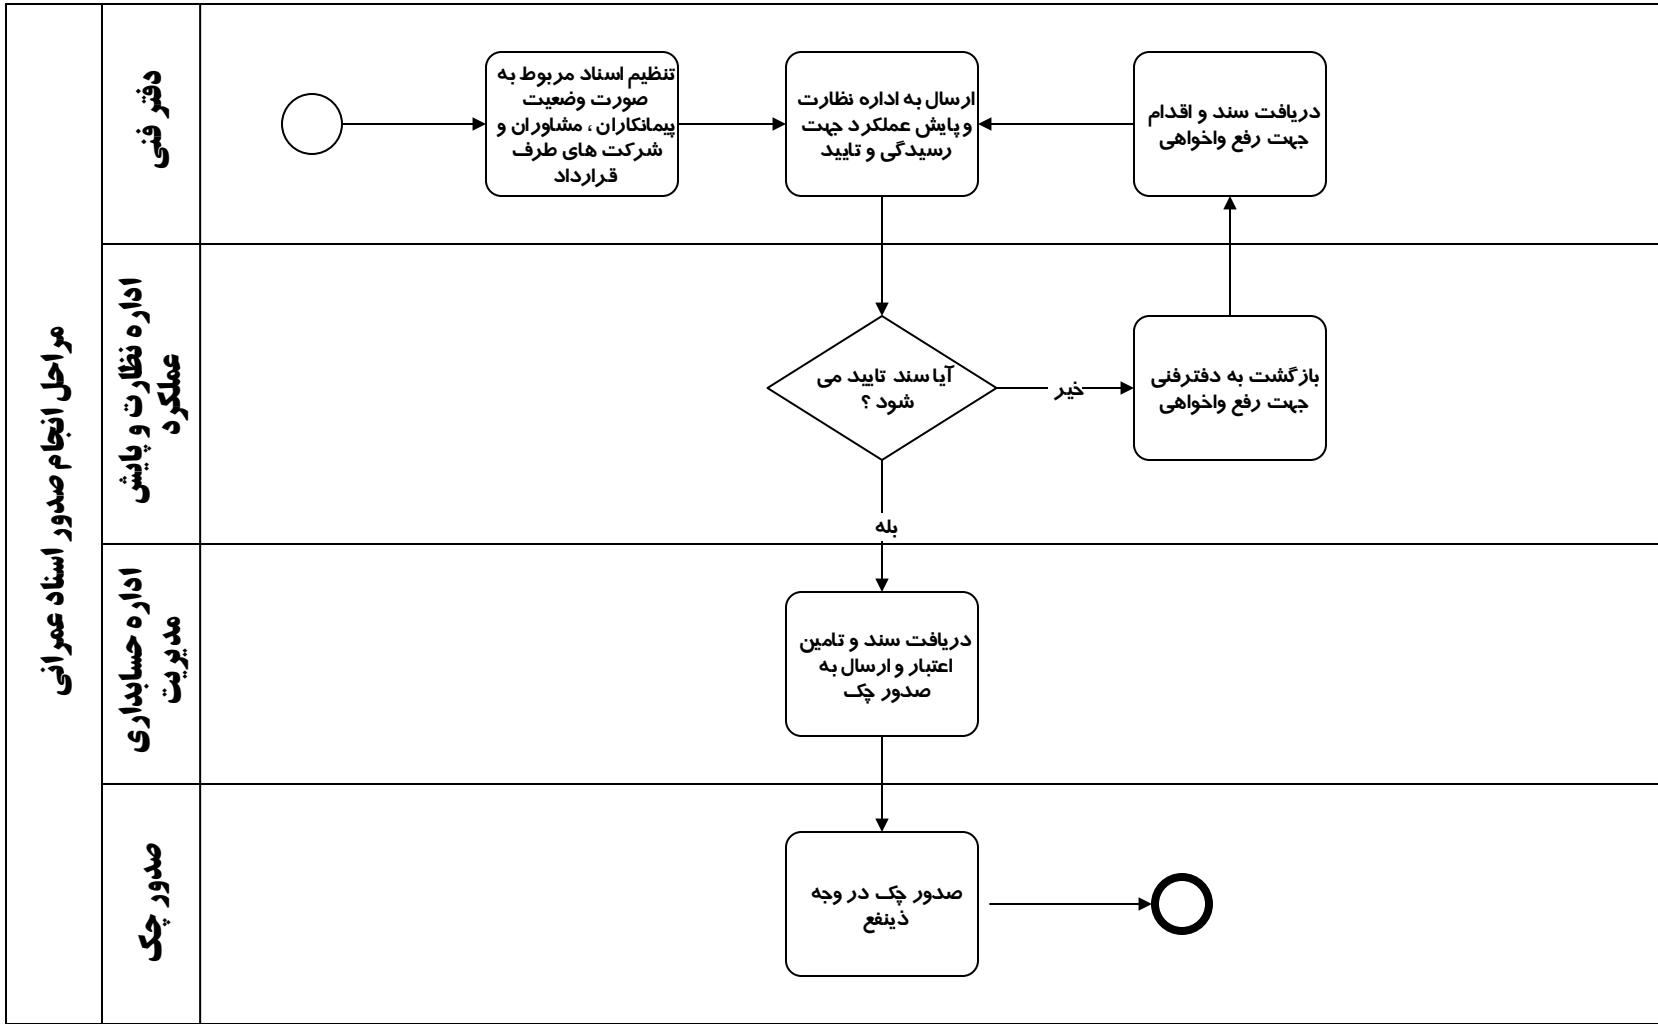 مراحل انجام صدور اسناد عمرانی
دفتر فنی
تنظیم اسناد مربوط به
صورت وضعیت
پیمانکاران ، مشاوران و
شرکت های طرف
قرارداد
ارسال به اداره نظارت
و پایش عملکرد جهت
رسیدگی و تایید
دریافت سند و اقدام
جهت رفع واخواهی
اداره نظارت و پایش
عملکرد
آیا سند تایید می
شود ؟
خیر
بازگشت به دفترفنی
جهت رفع واخواهی
بله
اداره حسابداری
مدیریت
دریافت سند و تامین
اعتبار و ارسال به
صدور چک
صدور چک
صدور چک در وجه
ذینفع